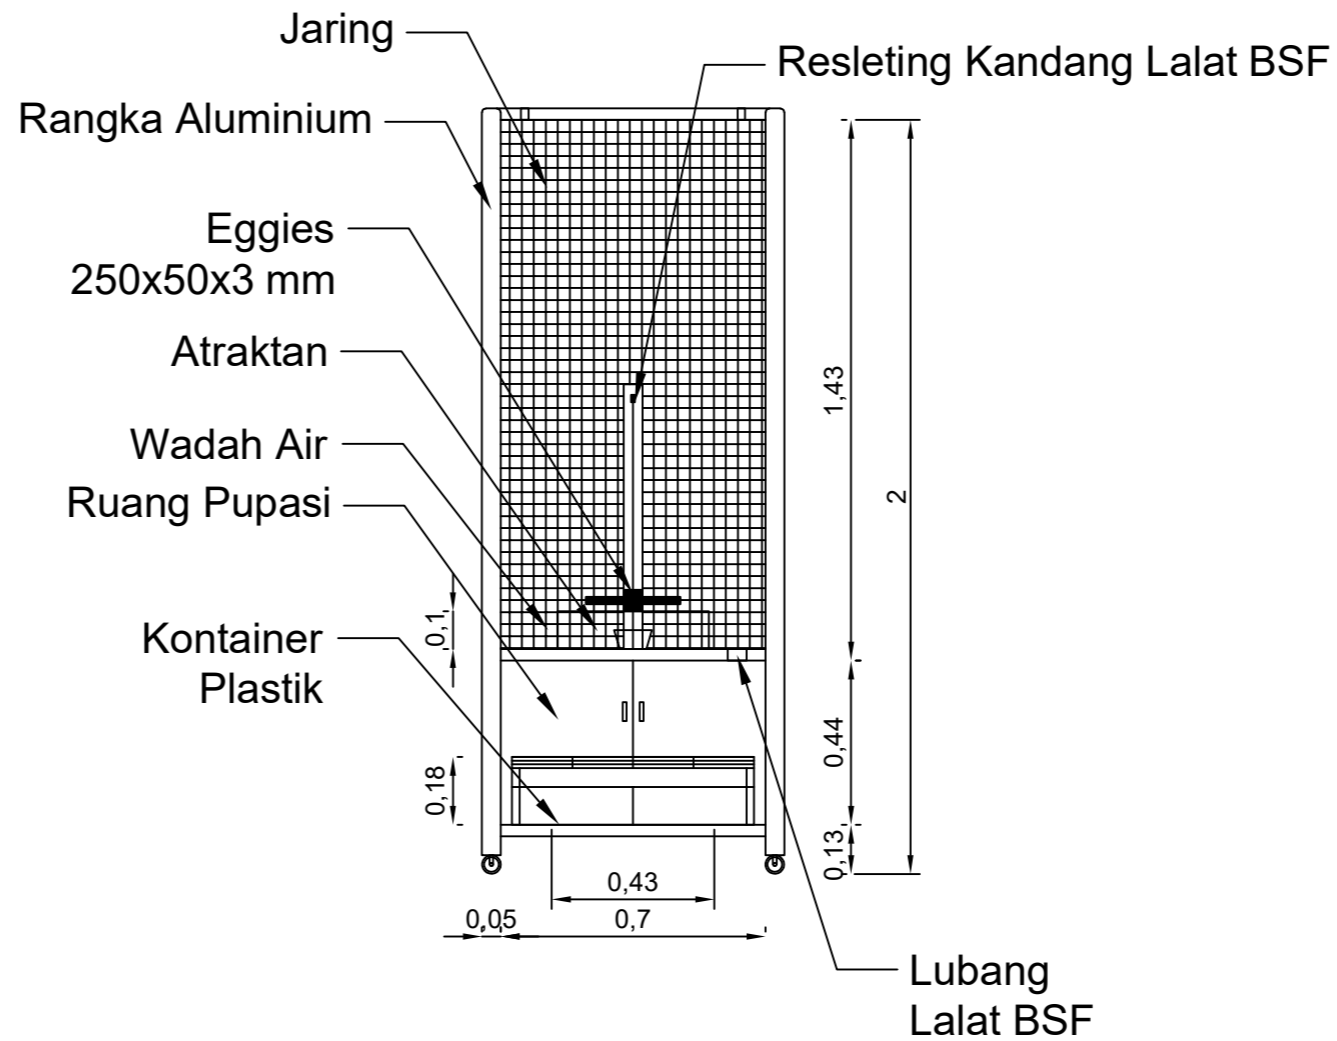 Jaring
Resleting Kandang Lalat BSF
Rangka Aluminium
Eggies
250x50x3 mm
Atraktan
Wadah Air
Ruang Pupasi
Kontainer
Plastik
0,1
0,18
1,43
2
0,44
0,13
0,43
0,05
0,7
Lubang
Lalat BSF